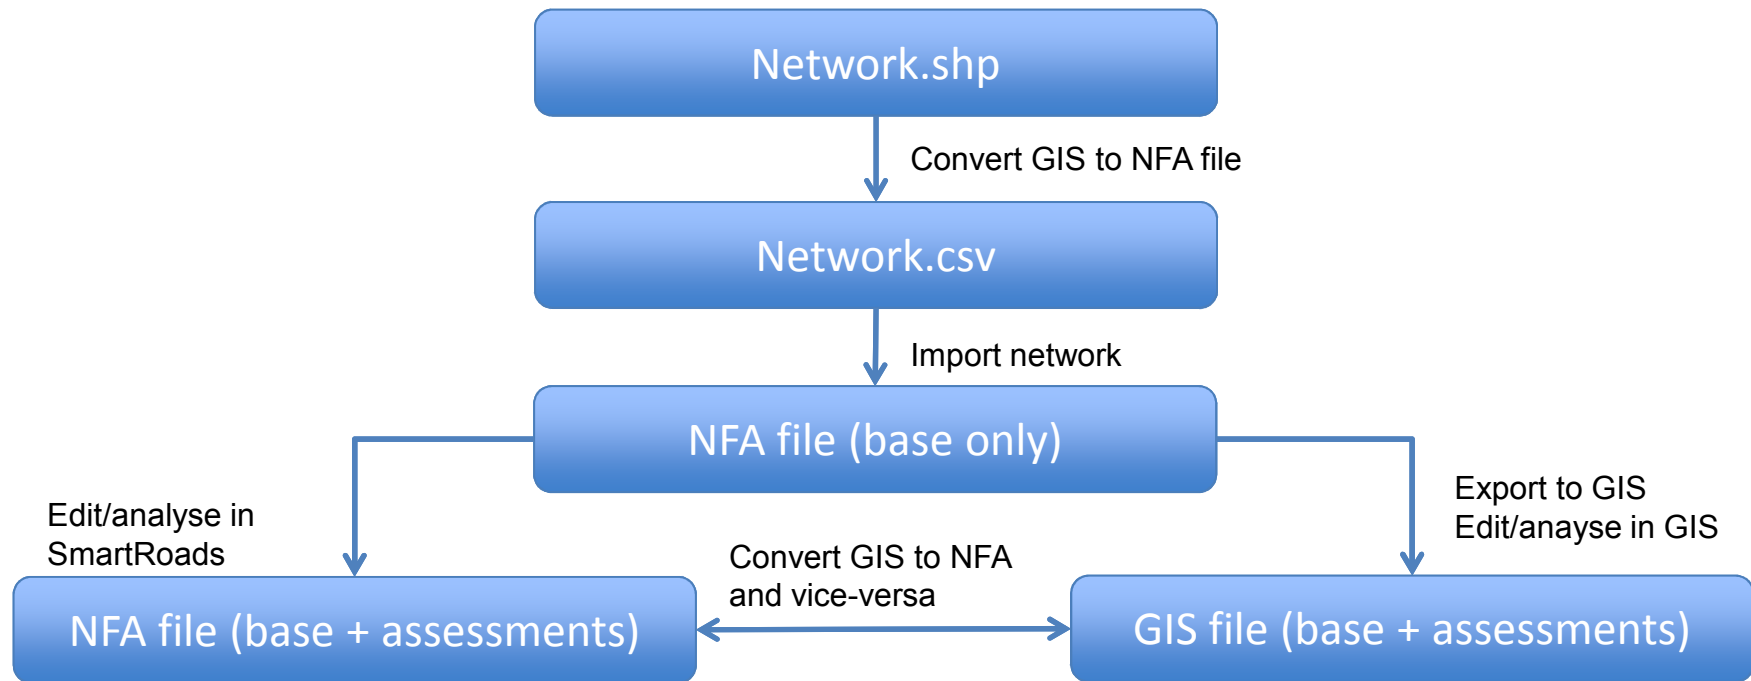 Network.shp
Convert GIS to NFA file
Network.csv
Import network
NFA file (base only)
Edit/analyse in
SmartRoads
Export to GIS
Edit/anayse in GIS
Convert GIS to NFA
and vice-versa
NFA file (base + assessments)
GIS file (base + assessments)